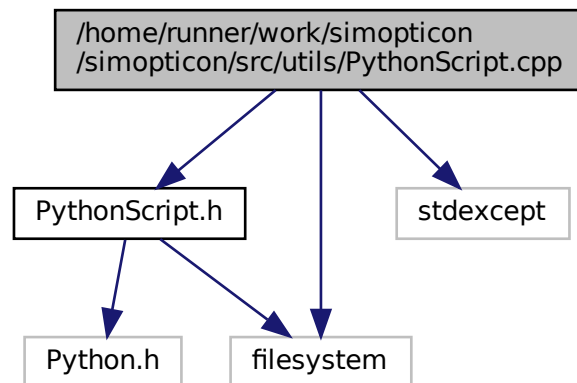 /home/runner/work/simopticon
/simopticon/src/utils/PythonScript.cpp
PythonScript.h
stdexcept
Python.h
filesystem